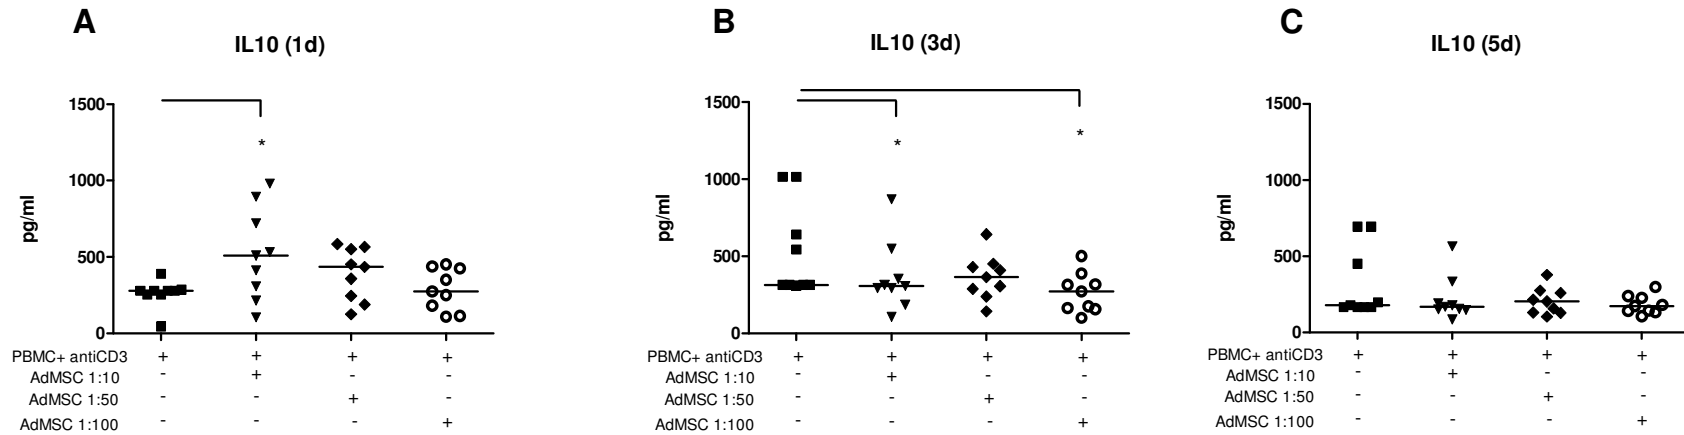 A
IL10 (1d)
1500
1000
500
0
pg/ml
*
PBMC+ antiCD3 + + + +
AdMSC 1:10 - + - -
AdMSC 1:50 - - + -
AdMSC 1:100 - - - +
B
IL10 (3d)
1500
1000
500
0
pg/ml
*
*
PBMC+ antiCD3 + + + +
AdMSC 1:10 - + - -
AdMSC 1:50 - - + -
AdMSC 1:100 - - - +
C
IL10 (5d)
1500
1000
500
0
pg/ml
PBMC+ antiCD3 + + + +
AdMSC 1:10 - + - -
AdMSC 1:50 - - + -
AdMSC 1:100 - - - +